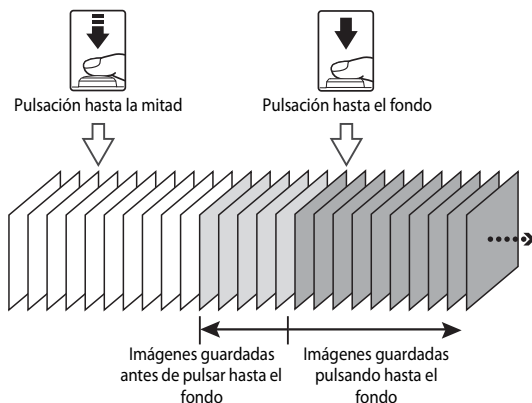 Pulsación hasta la mitad
Pulsación hasta el fondo
Imágenes guardadas
antes de pulsar hasta el
fondo
Imágenes guardadas
pulsando hasta el
fondo